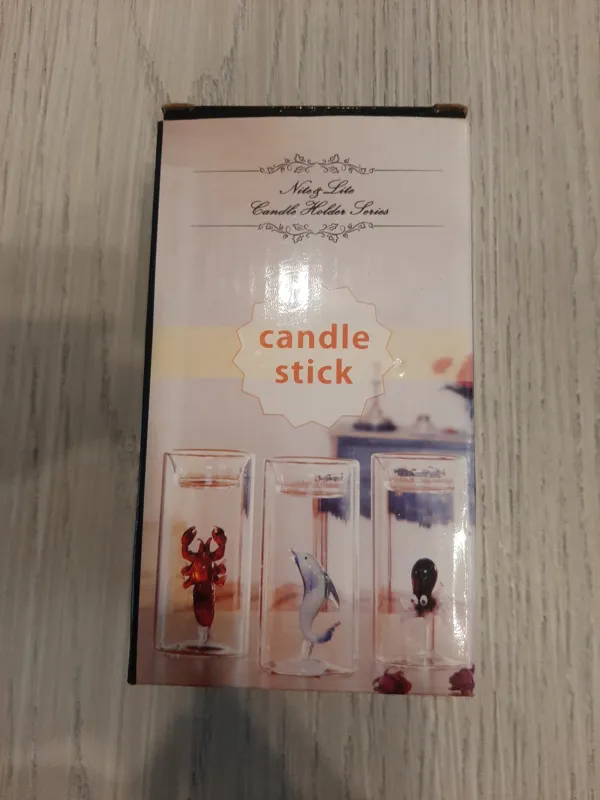 Nite & Lite
Candle Holder Series
candle
stick